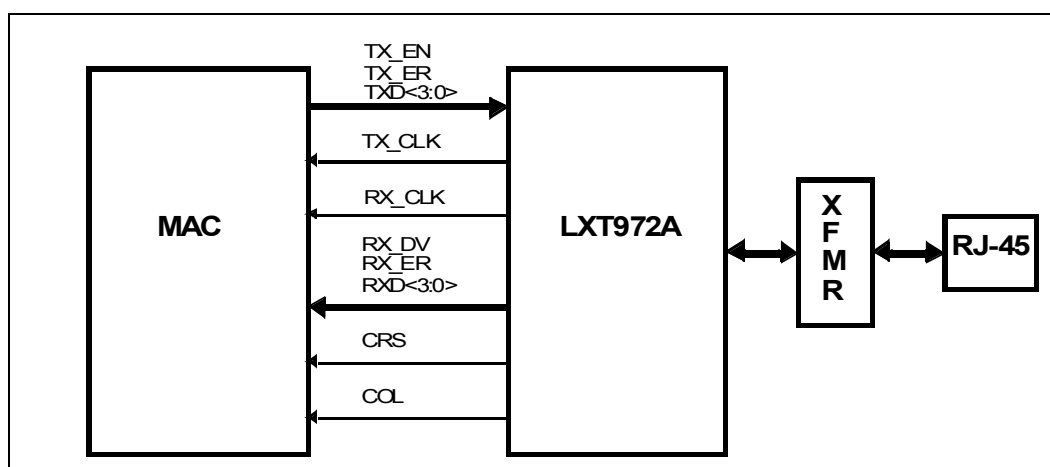 TX_EN
TX_ER
TXD<3:0>
TX_CLK
RX_CLK
MAC
LXT972A
RX_DV
RX_ER
RXD<3:0>
CRS
COL
X
F
M
R
RJ-45